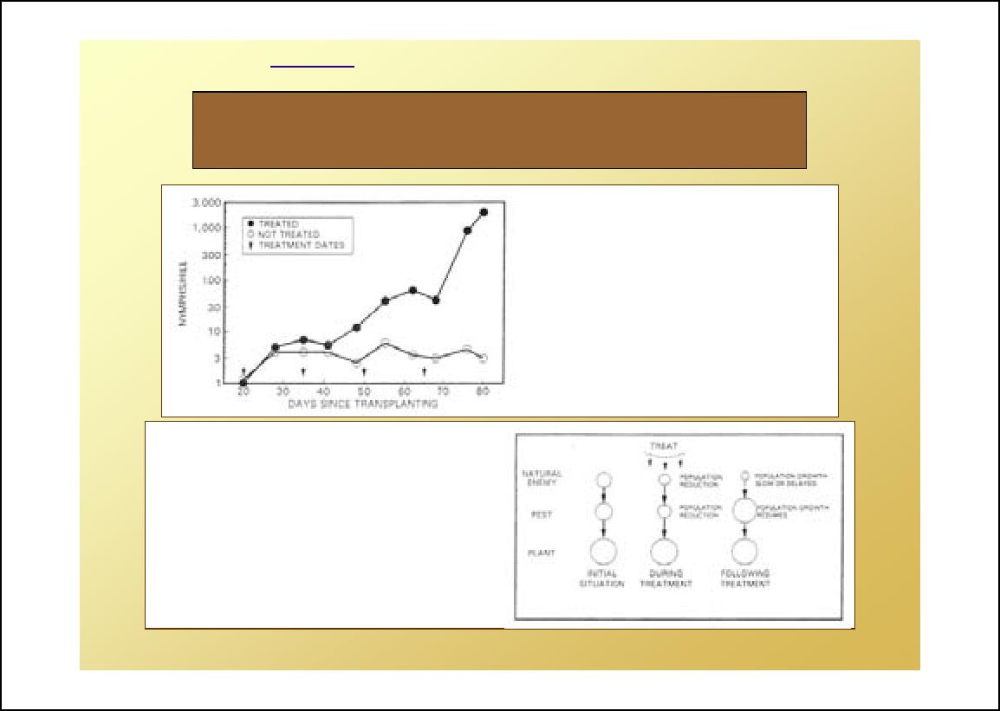 3,000
1,000
300
100
30
10
3
1
TREATED
NOT TREATED
TREATMENT DATES
NYMPHS/HILL
20 30 40 50 60 70 80
DAYS SINCE TRANSPLANTING
TREAT
NATURAL
ENEMY
POPULATION
REDUCTION
POPULATION GROWTH
SLOW OR DELAYED
PEST
POPULATION
REDUCTION
POPULATION GROWTH
RESUMES
PLANT
INITIAL
SITUATION
DURING
TREATMENT
FOLLOWING
TREATMENT